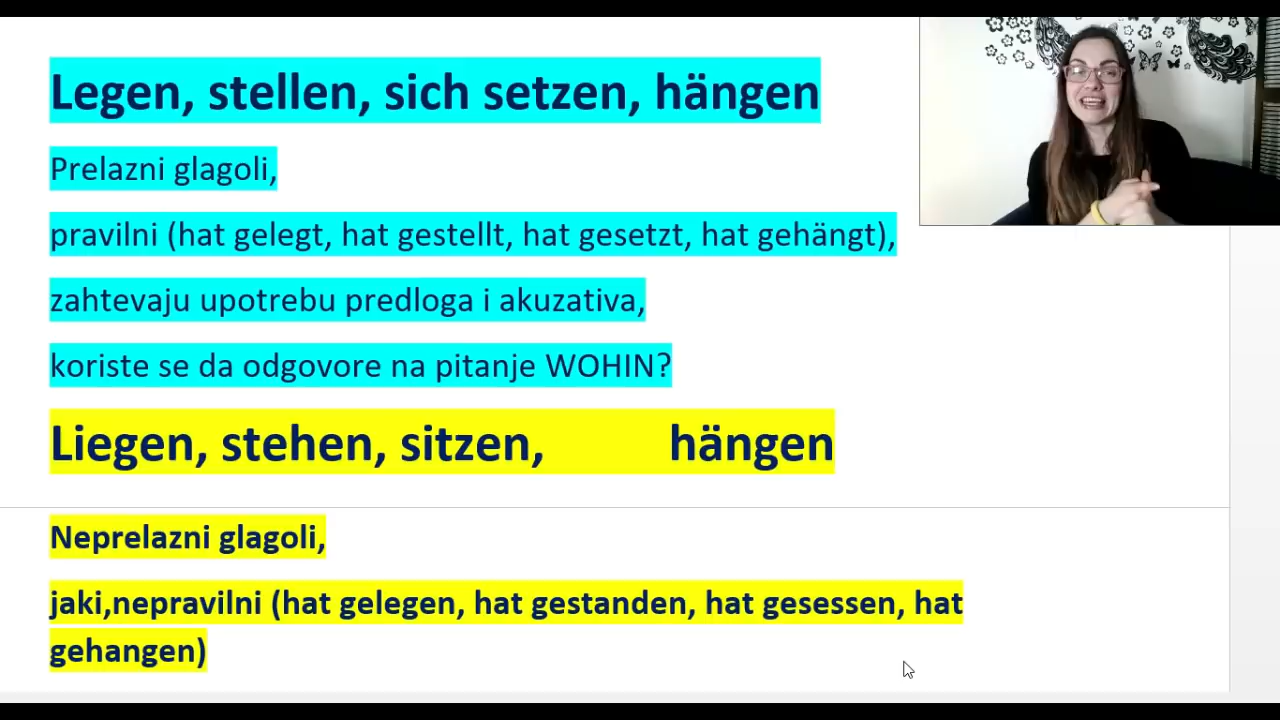 Legen, stellen, sich setzen, hängen
Prelazni glagoli,
pravilni (hat gelegt, hat gestellt, hat gesetzt, hat gehängt),
zahtevaju upotrebu predloga i akuzativa,
koriste se da odgovore na pitanje WOHIN?
Liegen, stehen, sitzen, hängen
Neprelazni glagoli,
jaki,nepravilni (hat gelegen, hat gestanden, hat gesessen, hat
gehangen)